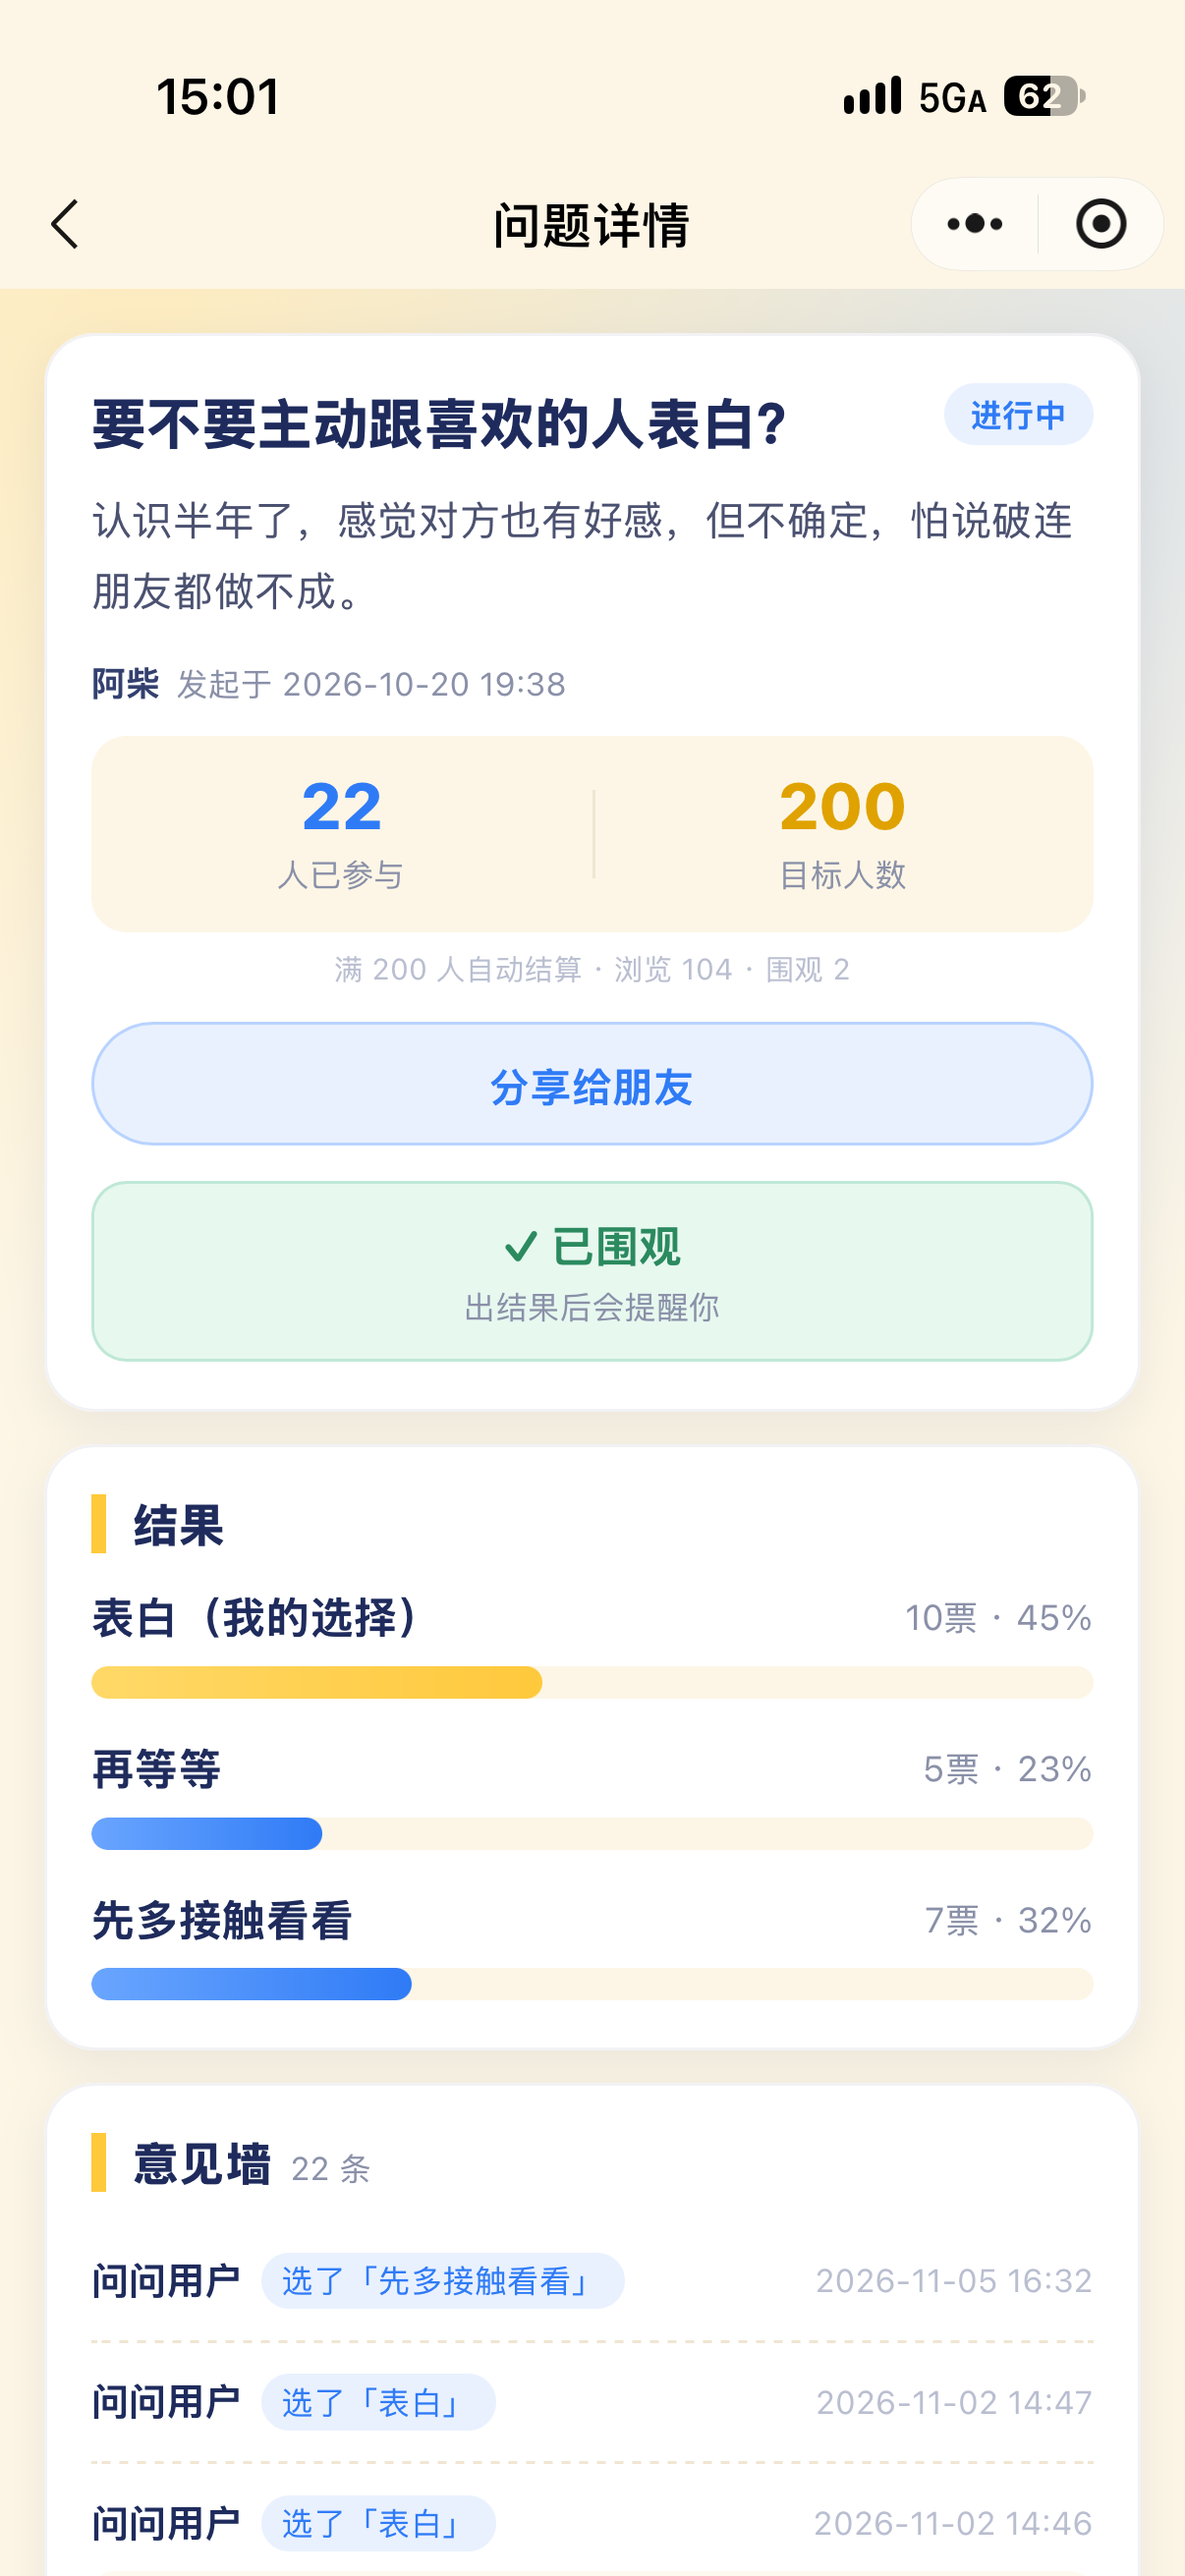 15:01
5GA 62
问题详情
要不要主动跟喜欢的人表白?
进行中
认识半年了，感觉对方也有好感，但不确定，怕说破连
朋友都做不成。
阿柴 发起于 2026-10-20 19:38
22
人已参与
200
目标人数
满 200 人自动结算 · 浏览 104 · 围观 2
分享给朋友
✓ 已围观
出结果后会提醒你
结果
表白（我的选择） 10票 · 45%
再等等 5票 · 23%
先多接触看看 7票 · 32%
意见墙 22 条
问问用户 选了「先多接触看看」 2026-11-05 16:32
问问用户 选了「表白」 2026-11-02 14:47
问问用户 选了「表白」 2026-11-02 14:46